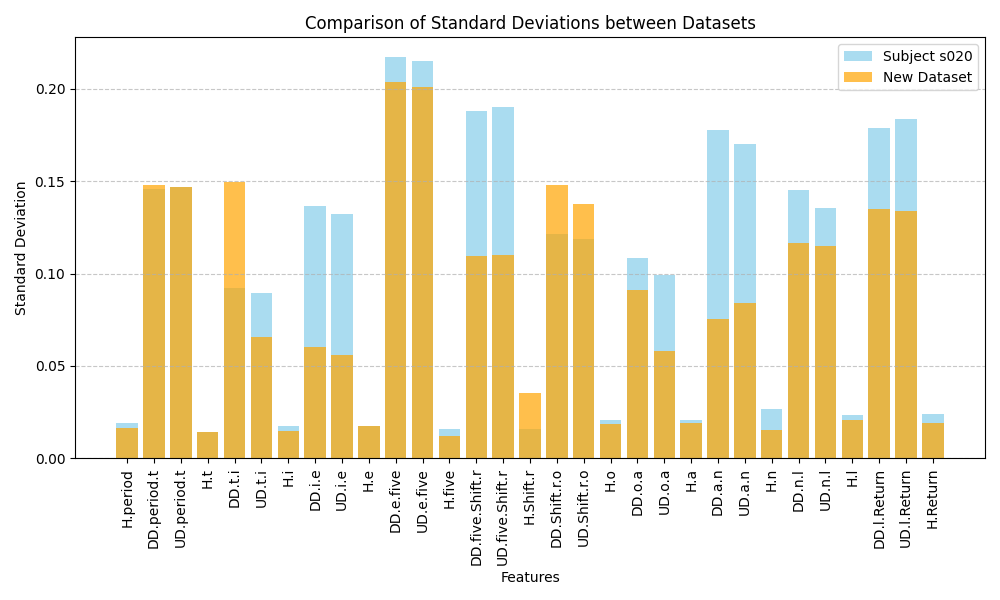 Comparison of Standard Deviations between Datasets
Subject s020
New Dataset
Standard Deviation
0.20
0.15
0.10
0.05
0.00
H.period
DD.period.t
UD.period.t
H.t
DD.t.i
UD.t.i
H.i
DD.i.e
UD.i.e
H.e
DD.e.five
UD.e.five
H.five
DD.five.Shift.r
UD.five.Shift.r
H.Shift.r
DD.Shift.r.o
UD.Shift.r.o
H.o
DD.o.a
UD.o.a
H.a
DD.a.n
UD.a.n
H.n
DD.n.l
UD.n.l
H.l
DD.l.Return
UD.l.Return
H.Return
Features